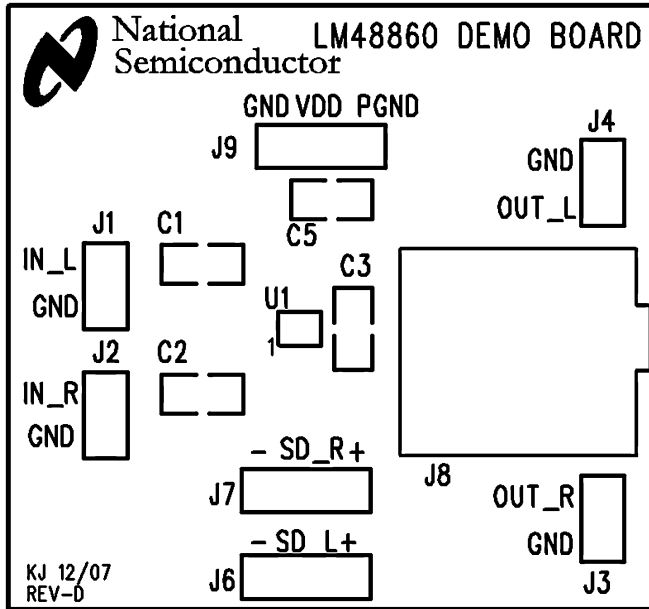 National
Semiconductor
LM48860 DEMO BOARD
GND VDD PGND
J9
J4
GND
OUT_L
C5
J1
C1
IN_L
GND
C3
U1
1
J2
C2
IN_R
GND
J8
- SD_R+
J7
OUT_R
GND
J3
- SD_L+
J6
KJ 12/07
REV-D